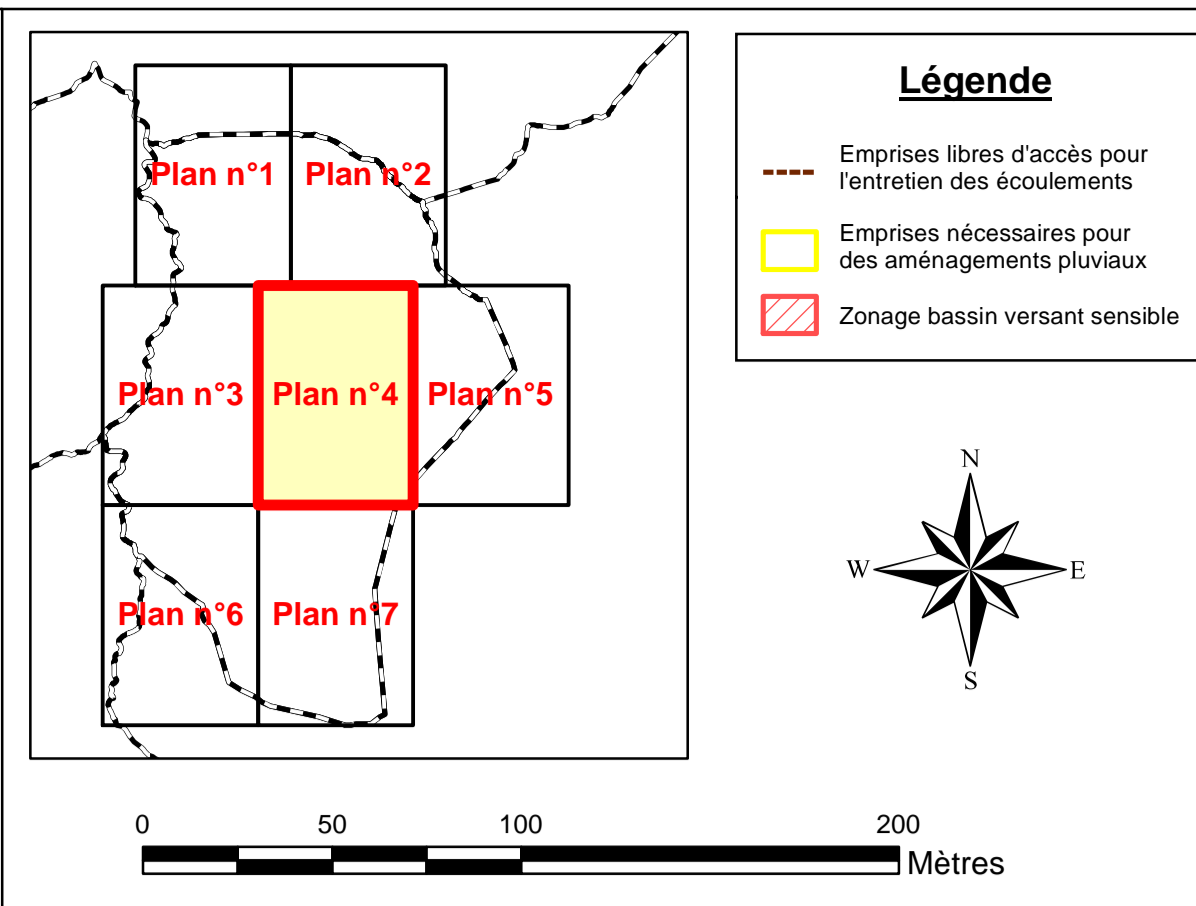 Plan n°1
Plan n°2
Plan n°3
Plan n°4
Plan n°5
Plan n°6
Plan n°7
Légende
Emprises libres d'accès pour
l'entretien des écoulements
Emprises nécessaires pour
des aménagements pluviaux
Zonage bassin versant sensible
N
W
E
S
0
50
100
200
Mètres